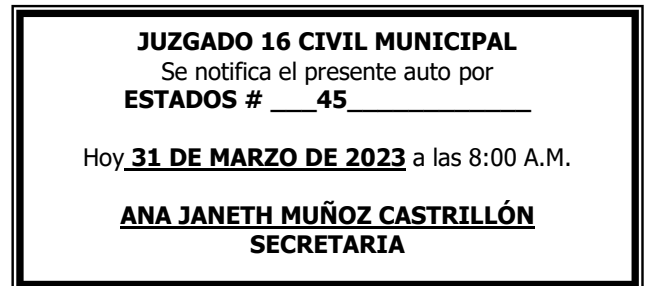 JUZGADO 16 CIVIL MUNICIPAL
Se notifica el presente auto por
ESTADOS # ___45_____________
Hoy 31 DE MARZO DE 2023 a las 8:00 A.M.
ANA JANETH MUÑOZ CASTRILLÓN
SECRETARIA